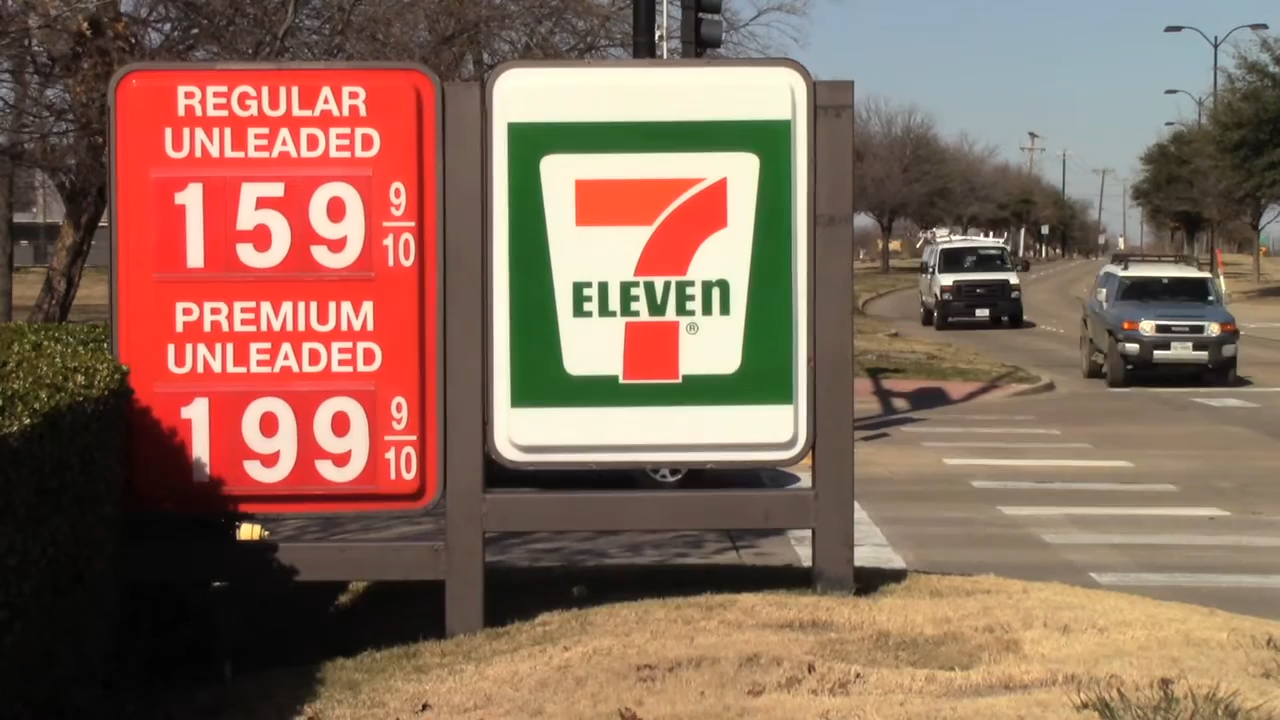 REGULAR
UNLEADED
159 9/10
PREMIUM
UNLEADED
199 9/10
7
ELEVEn
®